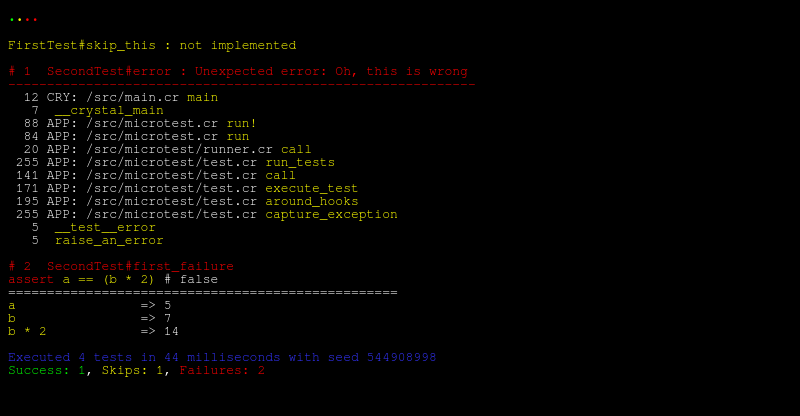 ....
FirstTest#skip_this : not implemented
# 1  SecondTest#error : Unexpected error: Oh, this is wrong
------------------------------------------------------------
  12 CRY: /src/main.cr main
   7  __crystal_main
  88 APP: /src/microtest.cr run!
  84 APP: /src/microtest.cr run
  20 APP: /src/microtest/runner.cr call
 255 APP: /src/microtest/test.cr run_tests
 141 APP: /src/microtest/test.cr call
 171 APP: /src/microtest/test.cr execute_test
 195 APP: /src/microtest/test.cr around_hooks
 255 APP: /src/microtest/test.cr capture_exception
   5  __test__error
   5  raise_an_error
# 2  SecondTest#first_failure
assert a == (b * 2) # false
==================================================
a                => 5
b                => 7
b * 2            => 14
Executed 4 tests in 44 milliseconds with seed 544908998
Success: 1, Skips: 1, Failures: 2